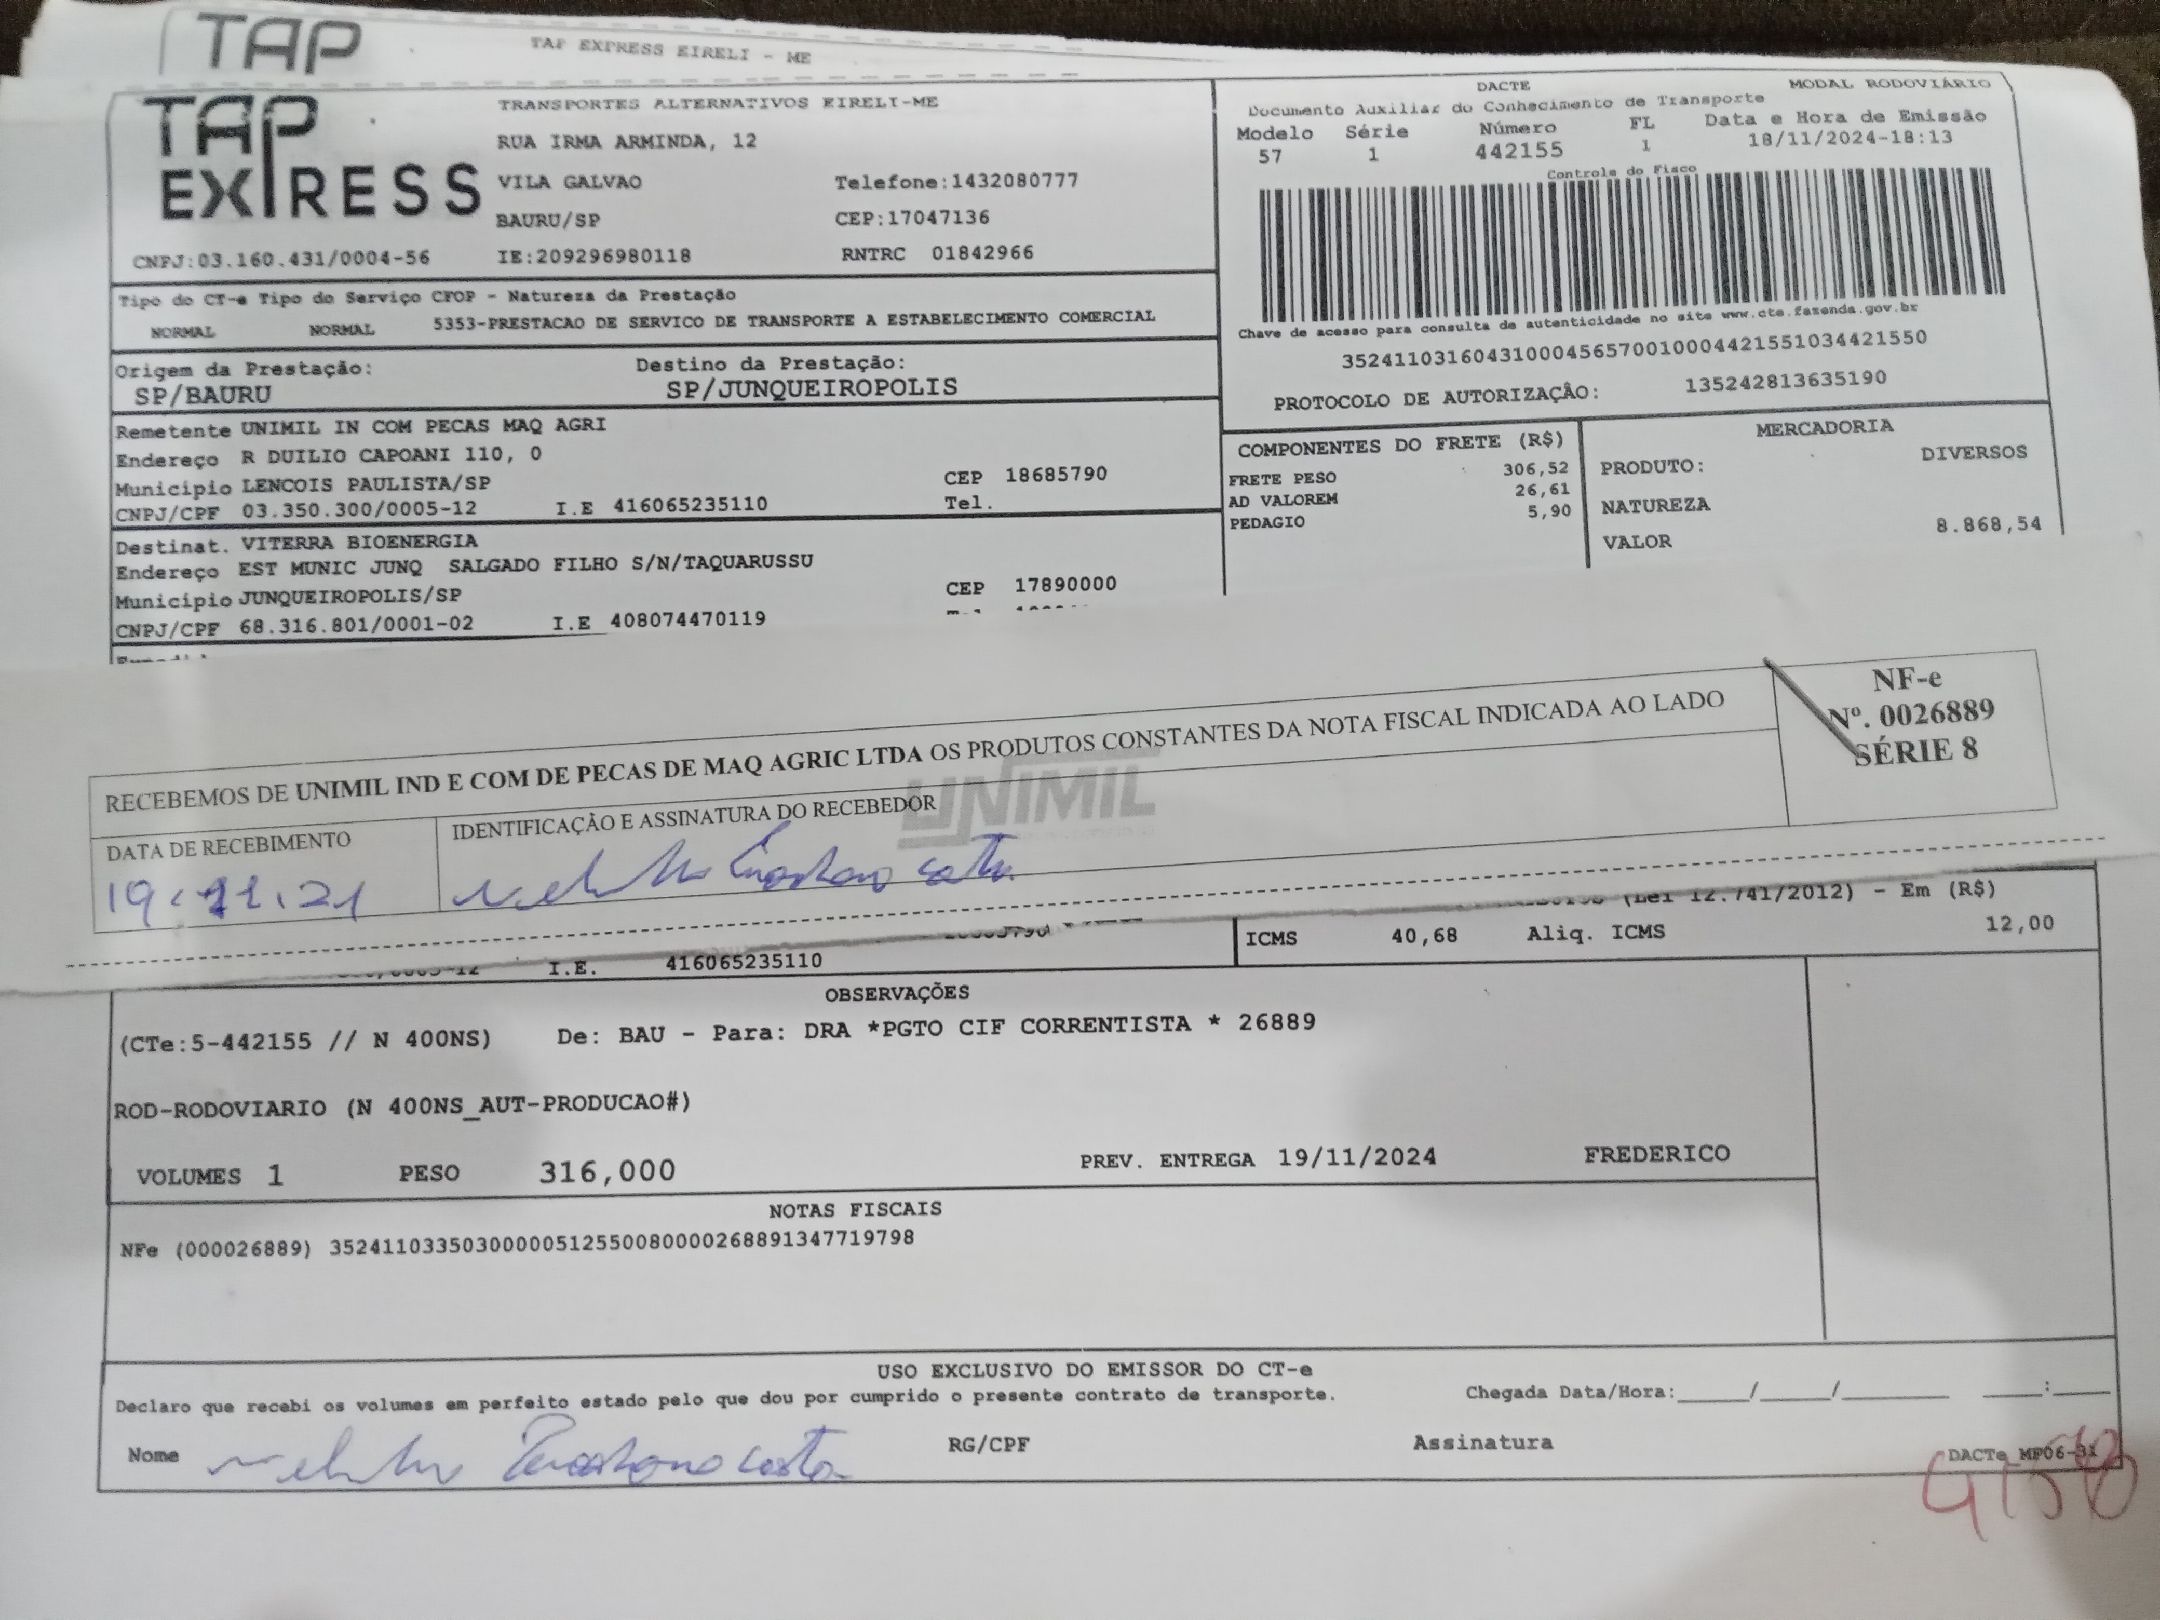 TAP
TAP EXPRESS EIRELI - ME
TAP EXPRESS
TRANSPORTES ALTERNATIVOS EIRELI-ME
RUA IRMA ARMINDA, 12
VILA GALVAO Telefone:1432080777
BAURU/SP CEP:17047136
CNPJ:03.160.431/0004-56 IE:209296980118 RNTRC 01842966
DACTE MODAL RODOVIÁRIO
Documento Auxiliar do Conhecimento de Transporte
Modelo Série Número FL Data e Hora de Emissão
57 1 442155 1 18/11/2024-18:13
Controle do Fisco
Chave de acesso para consulta de autenticidade no site www.cte.fazenda.gov.br
35241103160431000456570010004421551034421550
PROTOCOLO DE AUTORIZAÇÃO: 135242813635190
Tipo do CT-e Tipo do Serviço CFOP - Natureza da Prestação
NORMAL NORMAL 5353-PRESTACAO DE SERVICO DE TRANSPORTE A ESTABELECIMENTO COMERCIAL
Origem da Prestação: Destino da Prestação:
SP/BAURU SP/JUNQUEIROPOLIS
Remetente UNIMIL IN COM PECAS MAQ AGRI
Endereço R DUILIO CAPOANI 110, 0
Município LENCOIS PAULISTA/SP CEP 18685790
CNPJ/CPF 03.350.300/0005-12 I.E 416065235110 Tel.
Destinat. VITERRA BIOENERGIA
Endereço EST MUNIC JUNQ SALGADO FILHO S/N/TAQUARUSSU
Município JUNQUEIROPOLIS/SP CEP 17890000
CNPJ/CPF 68.316.801/0001-02 I.E 408074470119
COMPONENTES DO FRETE (R$)
FRETE PESO 306,52
AD VALOREM 26,61
PEDAGIO 5,90
MERCADORIA
PRODUTO: DIVERSOS
NATUREZA
VALOR 8.868,54
RECEBEMOS DE UNIMIL IND E COM DE PECAS DE MAQ AGRIC LTDA OS PRODUTOS CONSTANTES DA NOTA FISCAL INDICADA AO LADO
NF-e
Nº. 0026889
SÉRIE 8
DATA DE RECEBIMENTO IDENTIFICAÇÃO E ASSINATURA DO RECEBEDOR
UNIMIL
(Lei 12.741/2012) - Em (R$)
I.E. 416065235110 ICMS 40,68 Aliq. ICMS 12,00
OBSERVAÇÕES
(CTe:5-442155 // N 400NS) De: BAU - Para: DRA *PGTO CIF CORRENTISTA * 26889
ROD-RODOVIARIO (N 400NS_AUT-PRODUCAO#)
VOLUMES 1 PESO 316,000 PREV. ENTREGA 19/11/2024 FREDERICO
NOTAS FISCAIS
NFe (000026889) 35241103350300000512550080000268891347719798
USO EXCLUSIVO DO EMISSOR DO CT-e
Declaro que recebi os volumes em perfeito estado pelo que dou por cumprido o presente contrato de transporte. Chegada Data/Hora:____/____/________ ___:___
Nome RG/CPF Assinatura
DACTe_MP06-31